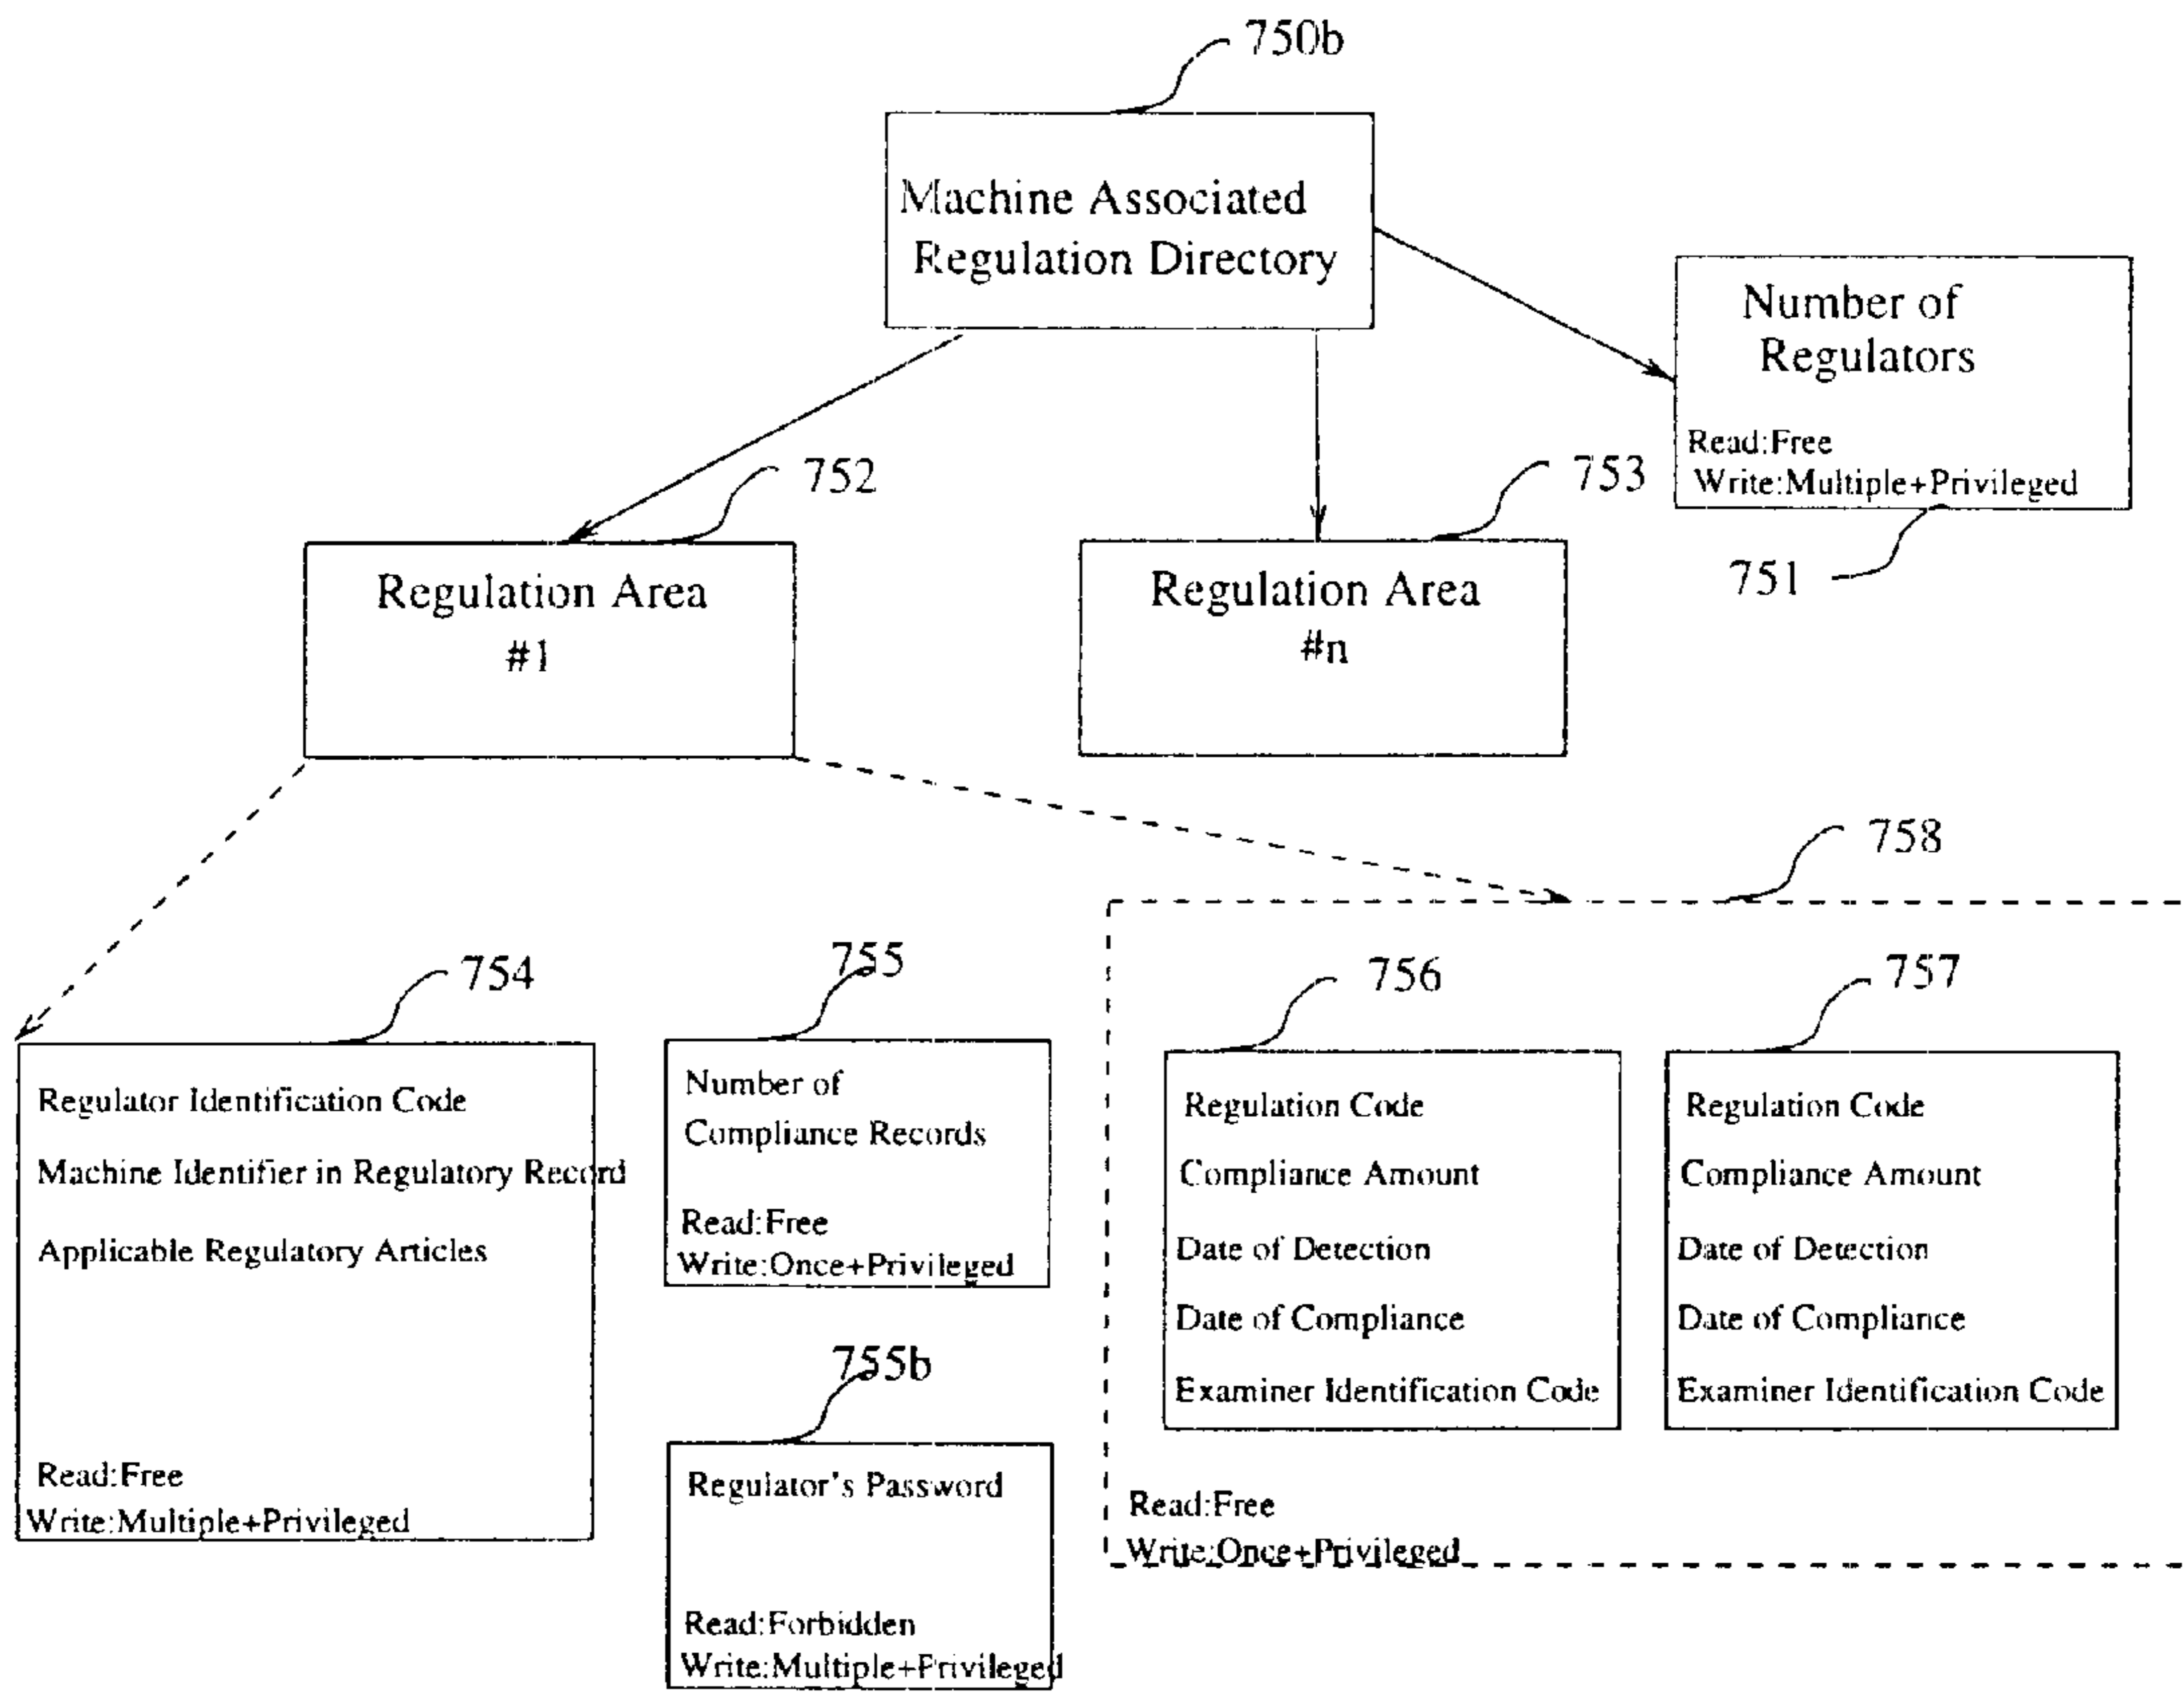 750b
Machine Associated
Regulation Directory
Number of
Regulators
Read:Free
Write:Multiple+Privileged
751
752
753
Regulation Area
#1
Regulation Area
#n
758
754
755
756
757
Regulator Identification Code
Machine Identifier in Regulatory Record
Applicable Regulatory Articles
Read:Free
Write:Multiple+Privileged
Number of
Compliance Records
Read:Free
Write:Once+Privileged
755b
Regulator's Password
Read:Forbidden
Write:Multiple+Privileged
Regulation Code
Compliance Amount
Date of Detection
Date of Compliance
Examiner Identification Code
Regulation Code
Compliance Amount
Date of Detection
Date of Compliance
Examiner Identification Code
Read:Free
Write:Once+Privileged